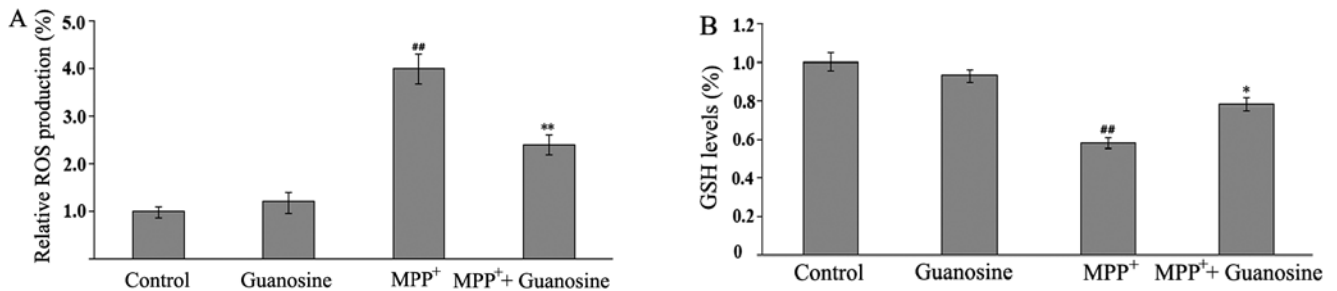 A
Relative ROS production (%)
5.0
4.0
3.0
2.0
1.0
##
**
Control
Guanosine
MPP+
MPP+ + Guanosine
B
GSH levels (%)
1.2
1.0
0.8
0.6
0.4
0.2
0
##
*
Control
Guanosine
MPP+
MPP+ + Guanosine